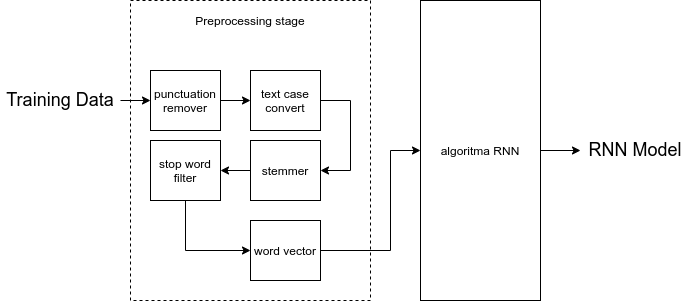 Preprocessing stage
Training Data
punctuation
remover
text case
convert
stemmer
stop word
filter
word vector
algoritma RNN
RNN Model